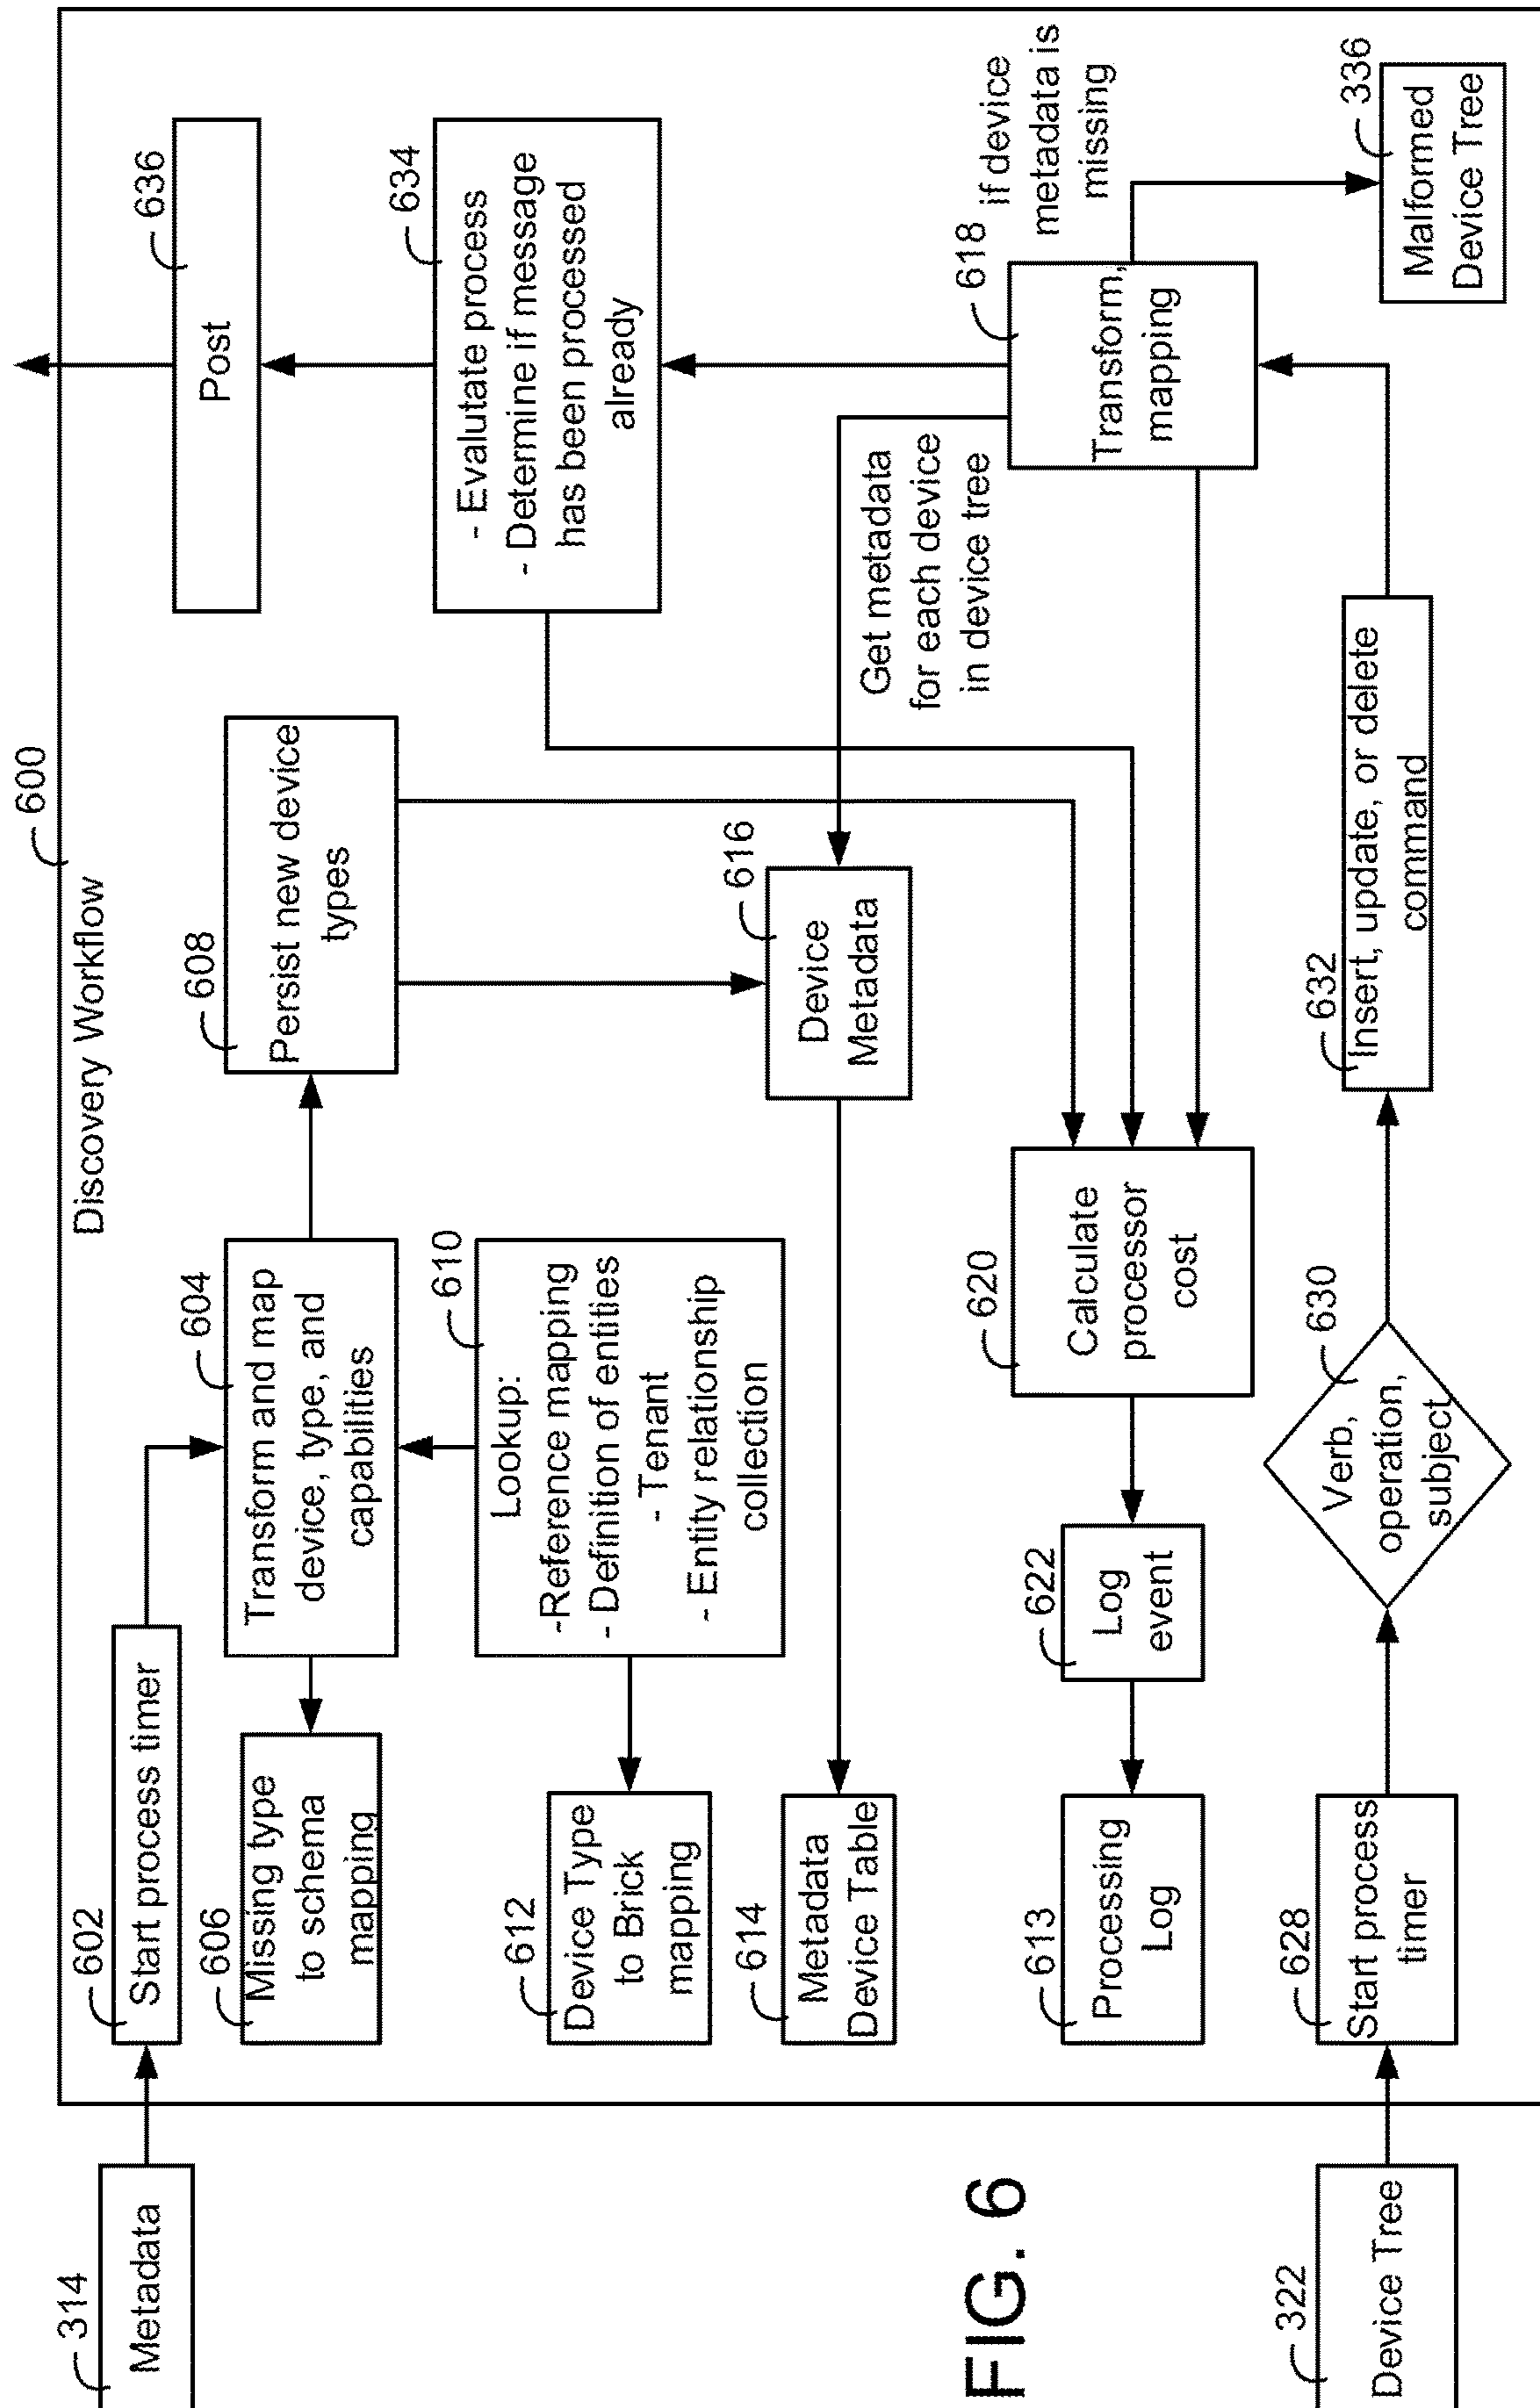 600
Discovery Workflow
314
Metadata
602
Start process timer
604
Transform and map
device, type, and
capabilities
608
Persist new device
types
636
Post
606
Missing type
to schema
mapping
610
Lookup:
-Reference mapping
- Definition of entities
- Tenant
- Entity relationship
collection
634
- Evalutate process
- Determine if message
has been processed
already
612
Device Type
to Brick
mapping
616
Device
Metadata
Get metadata
for each device
in device tree
614
Metadata
Device Table
618
Transform,
mapping
if device
metadata is
missing
613
Processing
Log
622
Log
event
620
Calculate
processor
cost
336
Malformed
Device Tree
322
Device Tree
628
Start process
timer
630
Verb,
operation,
subject
632
Insert, update, or delete
command
FIG. 6